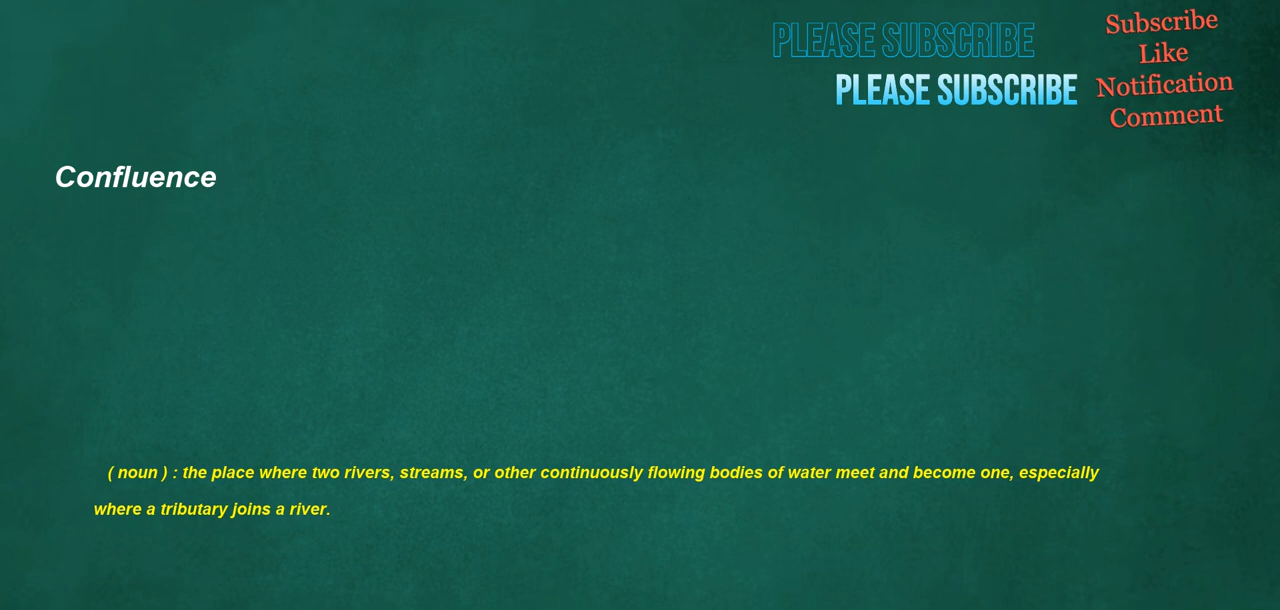 PLEASE SUBSCRIBE
PLEASE SUBSCRIBE
Subscribe
Like
Notification
Comment
Confluence
( noun ) : the place where two rivers, streams, or other continuously flowing bodies of water meet and become one, especially
where a tributary joins a river.